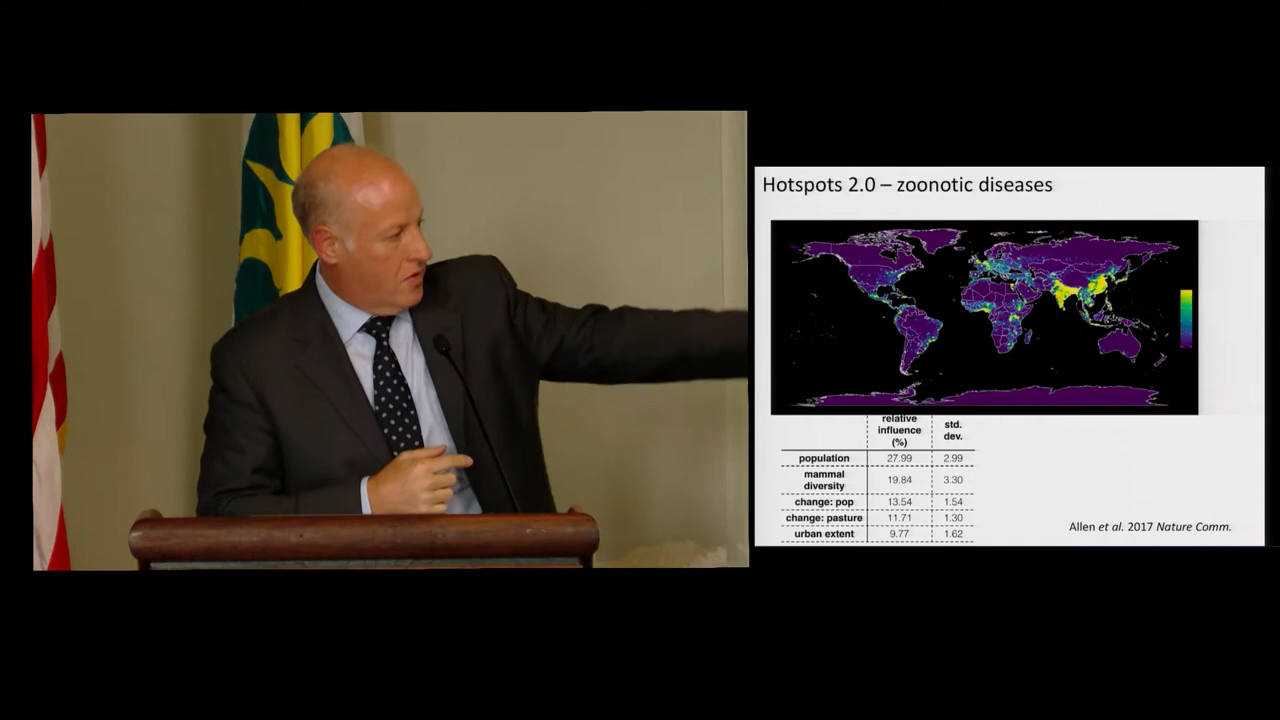 Hotspots 2.0 – zoonotic diseases
relative
influence
(%)
std.
dev.
population 27.99 2.99
mammal
diversity
19.84 3.30
change: pop 13.54 1.54
change: pasture 11.71 1.30
urban extent 9.77 1.62
Allen et al. 2017 Nature Comm.